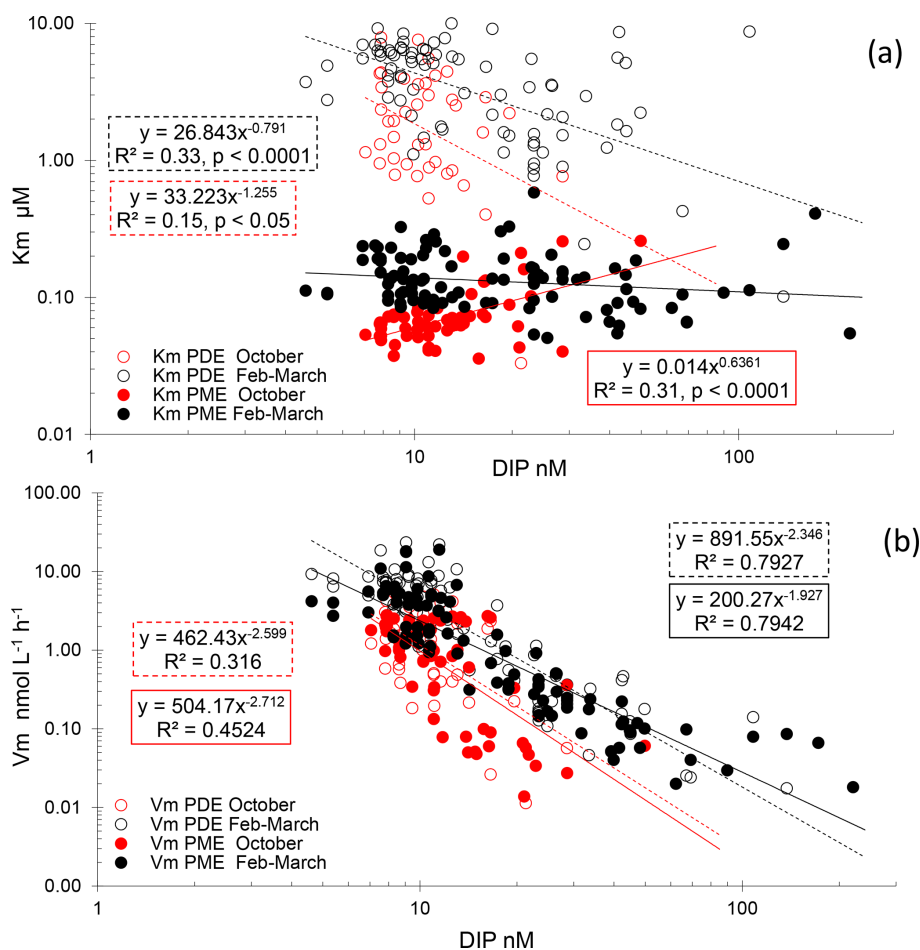 10.00
(a)
y = 26.843x-0.791
R² = 0.33, p < 0.0001
1.00
y = 33.223x-1.255
R² = 0.15, p < 0.05
Km µM
0.10
Km PDE October
Km PDE Feb-March
Km PME October
Km PME Feb-March
y = 0.014x0.6361
R² = 0.31, p < 0.0001
0.01
1 10 100
DIP nM
100.00
(b)
y = 891.55x-2.346
R² = 0.7927
10.00
y = 200.27x-1.927
R² = 0.7942
1.00
y = 462.43x-2.599
R² = 0.316
Vm nmol L-1 h-1
y = 504.17x-2.712
R² = 0.4524
0.10
0.01
Vm PDE October
Vm PDE Feb-March
Vm PME October
Vm PME Feb-March
0.00
1 10 100
DIP nM